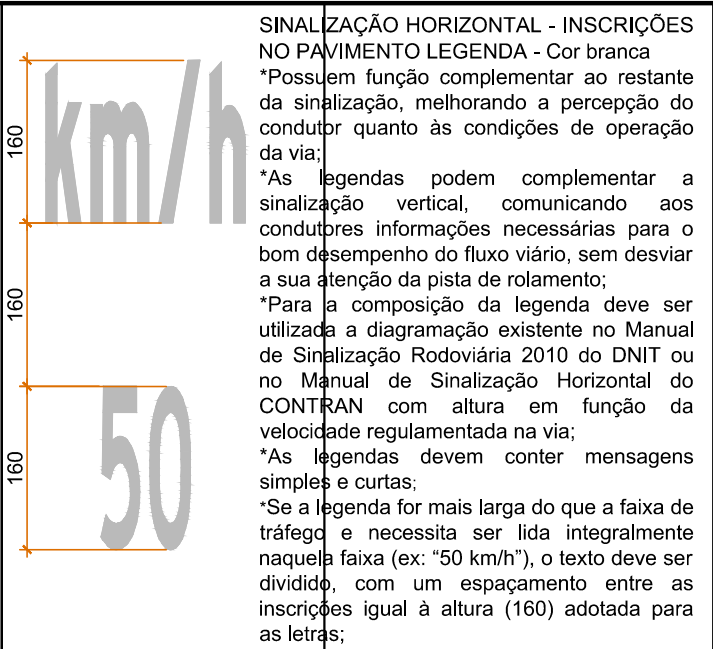 km/h
160
160
50
160
SINALIZAÇÃO HORIZONTAL - INSCRIÇÕES
NO PAVIMENTO LEGENDA - Cor branca
*Possuem função complementar ao restante
da sinalização, melhorando a percepção do
condutor quanto às condições de operação
da via;
*As legendas podem complementar a
sinalização vertical, comunicando aos
condutores informações necessárias para o
bom desempenho do fluxo viário, sem desviar
a sua atenção da pista de rolamento;
*Para a composição da legenda deve ser
utilizada a diagramação existente no Manual
de Sinalização Rodoviária 2010 do DNIT ou
no Manual de Sinalização Horizontal do
CONTRAN com altura em função da
velocidade regulamentada na via;
*As legendas devem conter mensagens
simples e curtas;
*Se a legenda for mais larga do que a faixa de
tráfego e necessita ser lida integralmente
naquela faixa (ex: “50 km/h”), o texto deve ser
dividido, com um espaçamento entre as
inscrições igual à altura (160) adotada para
as letras;